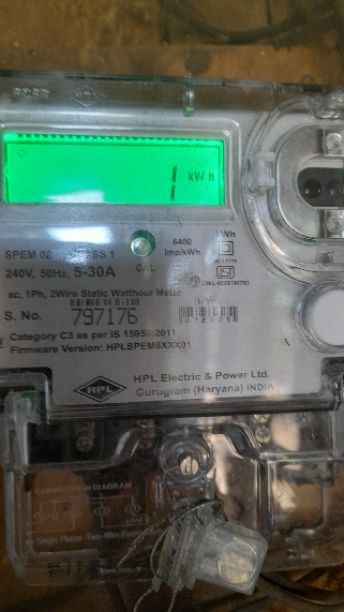 1 kWh
SPEM 02
6400 imp/kWh
240V, 50Hz, 5-30A
CAL
ac, 1Ph, 2Wire Static Watthour Meter
S. No. 797176
Category C3 as per IS 15959:2011
Firmware Version: HPLSPEM6XXX01
HPL
HPL Electric & Power Ltd.
Gurugram (Haryana) INDIA
CONNECTION DIAGRAM